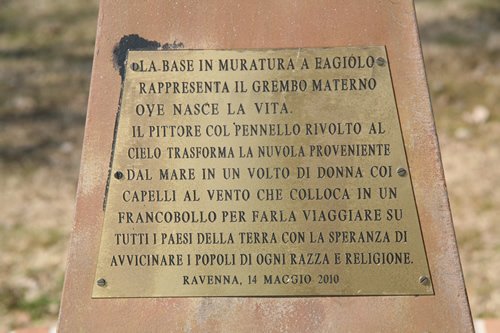 LA BASE IN MURATURA A EAGIOLO
RAPPRESENTA IL GREMBO MATERNO
OVE NASCE LA VITA.
IL PITTORE COL PENNELLO RIVOLTO AL
CIELO TRASFORMA LA NUVOLA PROVENIENTE
DAL MARE IN UN VOLTO DI DONNA COI
CAPELLI AL VENTO CHE COLLOCA IN UN
FRANCOBOLLO PER FARLA VIAGGIARE SU
TUTTI I PAESI DELLA TERRA CON LA SPERANZA DI
AVVICINARE I POPOLI DI OGNI RAZZA E RELIGIONE.
RAVENNA, 14 MAGGIO 2010